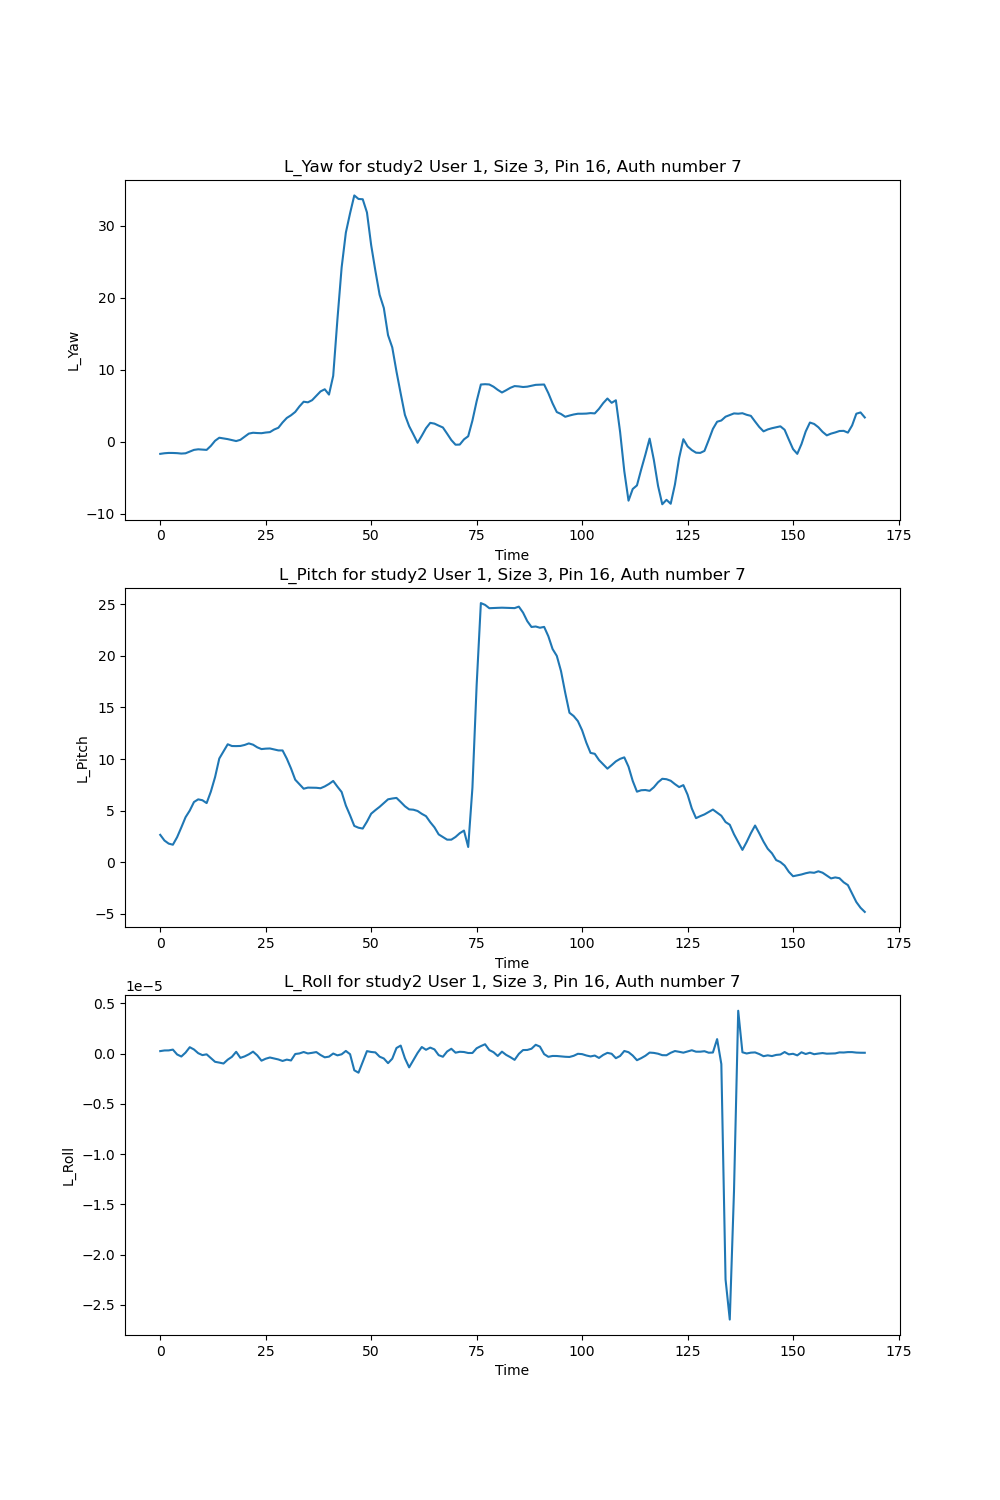 L_Yaw for study2 User 1, Size 3, Pin 16, Auth number 7
30
20
10
0
−10
L_Yaw
0 25 50 75 100 125 150 175
Time
L_Pitch for study2 User 1, Size 3, Pin 16, Auth number 7
25
20
15
10
5
0
−5
L_Pitch
0 25 50 75 100 125 150 175
Time
1e−5
L_Roll for study2 User 1, Size 3, Pin 16, Auth number 7
0.5
0.0
−0.5
−1.0
−1.5
−2.0
−2.5
L_Roll
0 25 50 75 100 125 150 175
Time